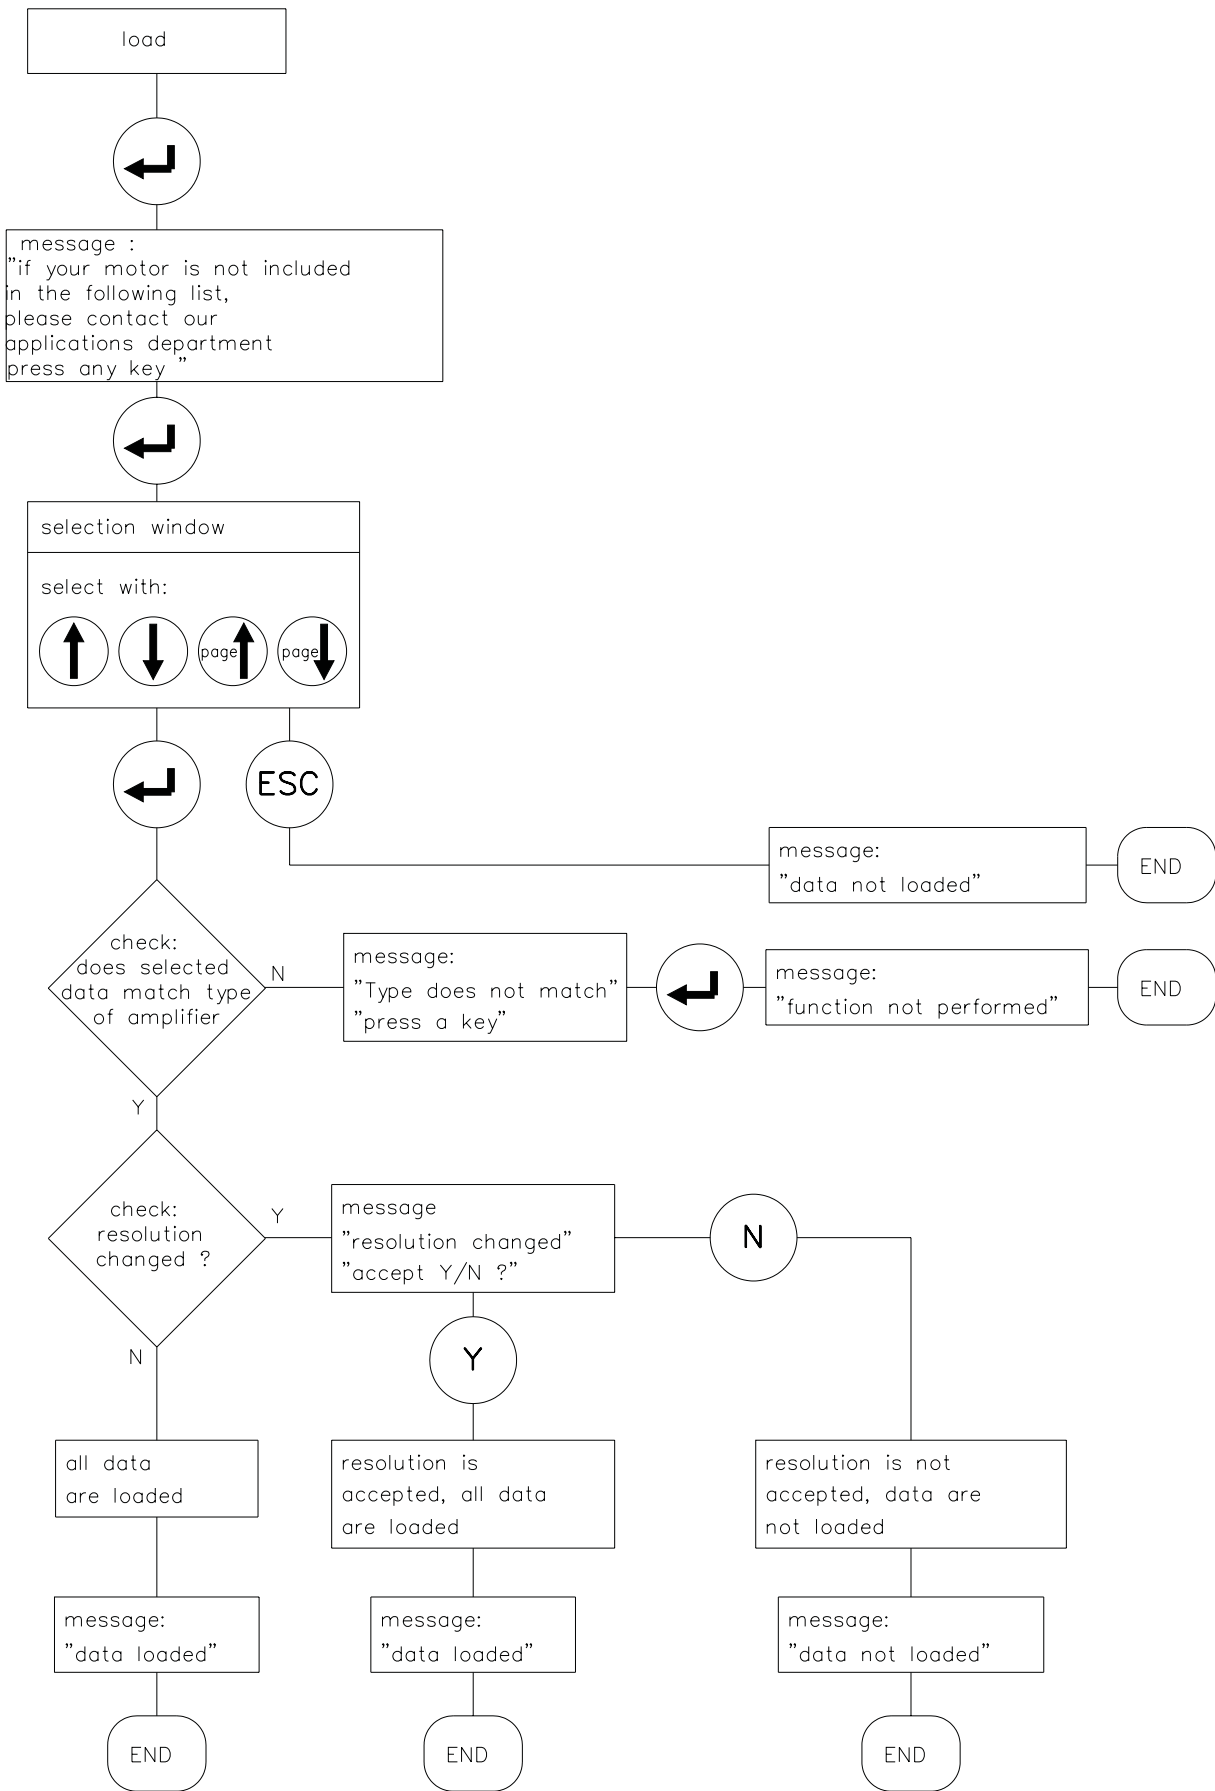 load
message :
"if your motor is not included
in the following list,
please contact our
applications department
press any key "
selection window
select with:
page
page
ESC
message:
"data not loaded"
END
check:
does selected
data match type
of amplifier
N
message:
"Type does not match"
"press a key"
message:
"function not performed"
END
Y
check:
resolution
changed ?
Y
message
"resolution changed"
"accept Y/N ?"
N
N
Y
all data
are loaded
resolution is
accepted, all data
are loaded
resolution is not
accepted, data are
not loaded
message:
"data loaded"
message:
"data loaded"
message:
"data not loaded"
END
END
END